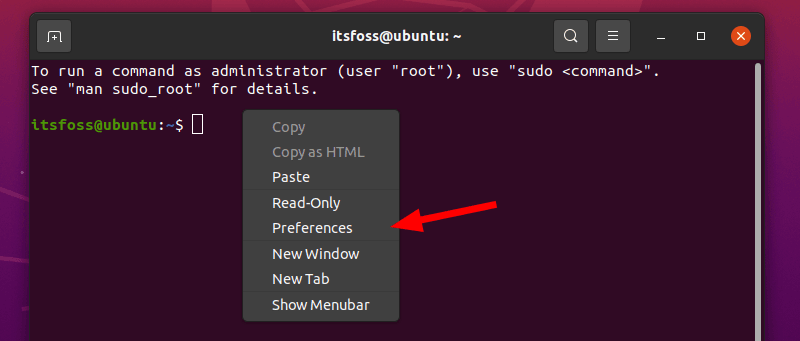 itsfoss@ubuntu: ~
To run a command as administrator (user "root"), use "sudo <command>".
See "man sudo_root" for details.
itsfoss@ubuntu:~$
Copy
Copy as HTML
Paste
Read-Only
Preferences
New Window
New Tab
Show Menubar